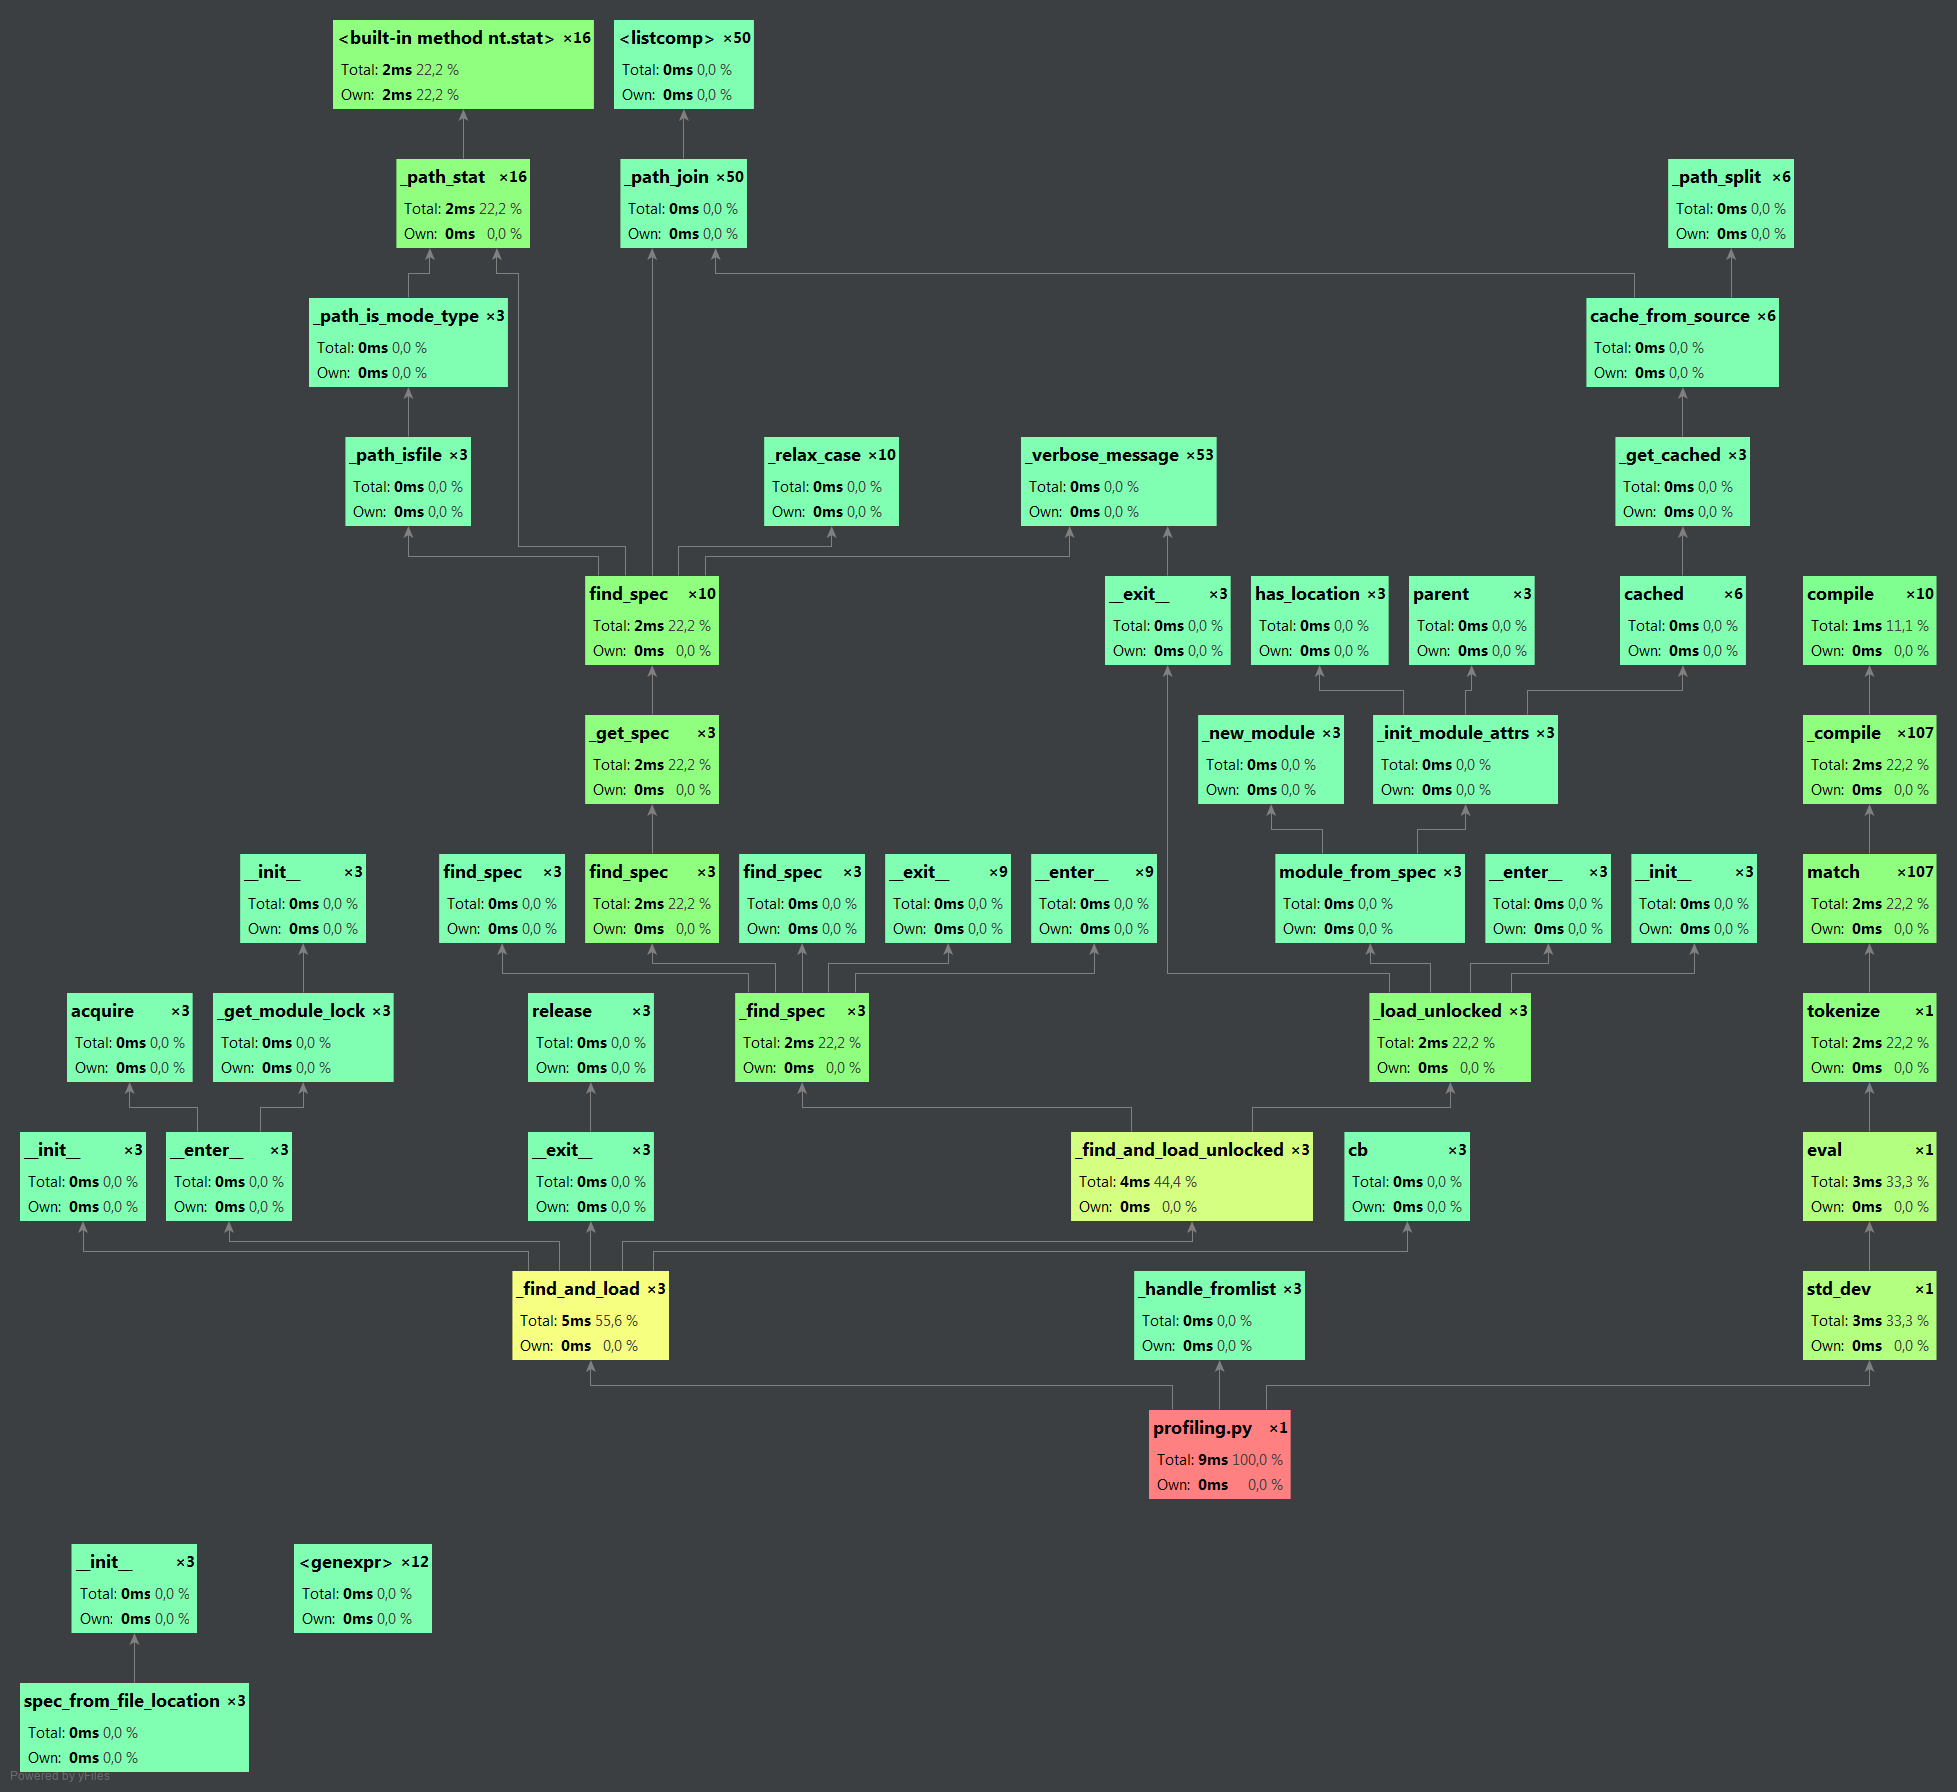 <built-in method nt.stat> ×16
Total: 2ms 22,2 %
Own: 2ms 22,2 %
<listcomp> ×50
Total: 0ms 0,0 %
Own: 0ms 0,0 %
_path_stat ×16
Total: 2ms 22,2 %
Own: 0ms 0,0 %
_path_join ×50
Total: 0ms 0,0 %
Own: 0ms 0,0 %
_path_split ×6
Total: 0ms 0,0 %
Own: 0ms 0,0 %
_path_is_mode_type ×3
Total: 0ms 0,0 %
Own: 0ms 0,0 %
cache_from_source ×6
Total: 0ms 0,0 %
Own: 0ms 0,0 %
_path_isfile ×3
Total: 0ms 0,0 %
Own: 0ms 0,0 %
_relax_case ×10
Total: 0ms 0,0 %
Own: 0ms 0,0 %
_verbose_message ×53
Total: 0ms 0,0 %
Own: 0ms 0,0 %
_get_cached ×3
Total: 0ms 0,0 %
Own: 0ms 0,0 %
find_spec ×10
Total: 2ms 22,2 %
Own: 0ms 0,0 %
__exit__ ×3
Total: 0ms 0,0 %
Own: 0ms 0,0 %
has_location ×3
Total: 0ms 0,0 %
Own: 0ms 0,0 %
parent ×3
Total: 0ms 0,0 %
Own: 0ms 0,0 %
cached ×6
Total: 0ms 0,0 %
Own: 0ms 0,0 %
compile ×10
Total: 1ms 11,1 %
Own: 0ms 0,0 %
_get_spec ×3
Total: 2ms 22,2 %
Own: 0ms 0,0 %
_new_module ×3
Total: 0ms 0,0 %
Own: 0ms 0,0 %
_init_module_attrs ×3
Total: 0ms 0,0 %
Own: 0ms 0,0 %
_compile ×107
Total: 2ms 22,2 %
Own: 0ms 0,0 %
__init__ ×3
Total: 0ms 0,0 %
Own: 0ms 0,0 %
find_spec ×3
Total: 0ms 0,0 %
Own: 0ms 0,0 %
find_spec ×3
Total: 2ms 22,2 %
Own: 0ms 0,0 %
find_spec ×3
Total: 0ms 0,0 %
Own: 0ms 0,0 %
__exit__ ×9
Total: 0ms 0,0 %
Own: 0ms 0,0 %
__enter__ ×9
Total: 0ms 0,0 %
Own: 0ms 0,0 %
module_from_spec ×3
Total: 0ms 0,0 %
Own: 0ms 0,0 %
__enter__ ×3
Total: 0ms 0,0 %
Own: 0ms 0,0 %
__init__ ×3
Total: 0ms 0,0 %
Own: 0ms 0,0 %
match ×107
Total: 2ms 22,2 %
Own: 0ms 0,0 %
acquire ×3
Total: 0ms 0,0 %
Own: 0ms 0,0 %
_get_module_lock ×3
Total: 0ms 0,0 %
Own: 0ms 0,0 %
release ×3
Total: 0ms 0,0 %
Own: 0ms 0,0 %
_find_spec ×3
Total: 2ms 22,2 %
Own: 0ms 0,0 %
_load_unlocked ×3
Total: 2ms 22,2 %
Own: 0ms 0,0 %
tokenize ×1
Total: 2ms 22,2 %
Own: 0ms 0,0 %
__init__ ×3
Total: 0ms 0,0 %
Own: 0ms 0,0 %
__enter__ ×3
Total: 0ms 0,0 %
Own: 0ms 0,0 %
__exit__ ×3
Total: 0ms 0,0 %
Own: 0ms 0,0 %
_find_and_load_unlocked ×3
Total: 4ms 44,4 %
Own: 0ms 0,0 %
cb ×3
Total: 0ms 0,0 %
Own: 0ms 0,0 %
eval ×1
Total: 3ms 33,3 %
Own: 0ms 0,0 %
_find_and_load ×3
Total: 5ms 55,6 %
Own: 0ms 0,0 %
_handle_fromlist ×3
Total: 0ms 0,0 %
Own: 0ms 0,0 %
std_dev ×1
Total: 3ms 33,3 %
Own: 0ms 0,0 %
profiling.py ×1
Total: 9ms 100,0 %
Own: 0ms 0,0 %
__init__ ×3
Total: 0ms 0,0 %
Own: 0ms 0,0 %
<genexpr> ×12
Total: 0ms 0,0 %
Own: 0ms 0,0 %
spec_from_file_location ×3
Total: 0ms 0,0 %
Own: 0ms 0,0 %
Powered by yFiles